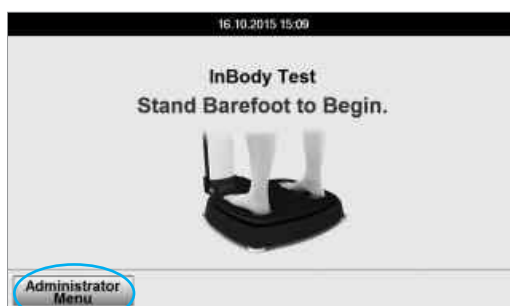 16.10.2015 15:09
InBody Test
Stand Barefoot to Begin.
Administrator
Menu